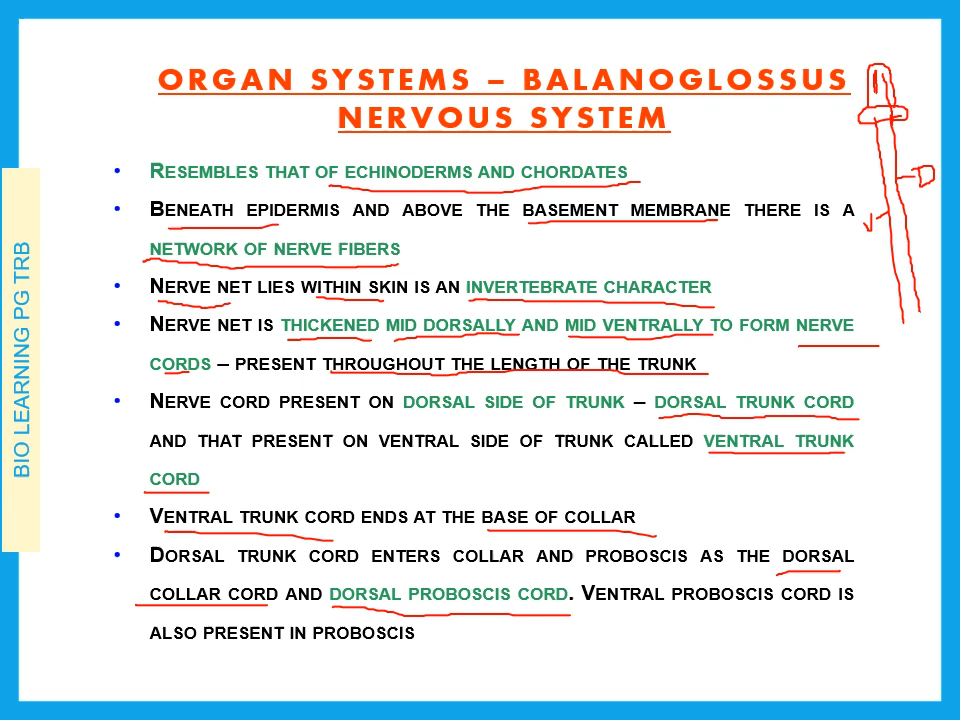 ORGAN SYSTEMS – BALANOGLOSSUS
NERVOUS SYSTEM
BIO LEARNING PG TRB
• RESEMBLES THAT OF ECHINODERMS AND CHORDATES
• BENEATH EPIDERMIS AND ABOVE THE BASEMENT MEMBRANE THERE IS A
NETWORK OF NERVE FIBERS
• NERVE NET LIES WITHIN SKIN IS AN INVERTEBRATE CHARACTER
• NERVE NET IS THICKENED MID DORSALLY AND MID VENTRALLY TO FORM NERVE
CORDS – PRESENT THROUGHOUT THE LENGTH OF THE TRUNK
• NERVE CORD PRESENT ON DORSAL SIDE OF TRUNK – DORSAL TRUNK CORD
AND THAT PRESENT ON VENTRAL SIDE OF TRUNK CALLED VENTRAL TRUNK
CORD
• VENTRAL TRUNK CORD ENDS AT THE BASE OF COLLAR
• DORSAL TRUNK CORD ENTERS COLLAR AND PROBOSCIS AS THE DORSAL
COLLAR CORD AND DORSAL PROBOSCIS CORD. VENTRAL PROBOSCIS CORD IS
ALSO PRESENT IN PROBOSCIS
D
V